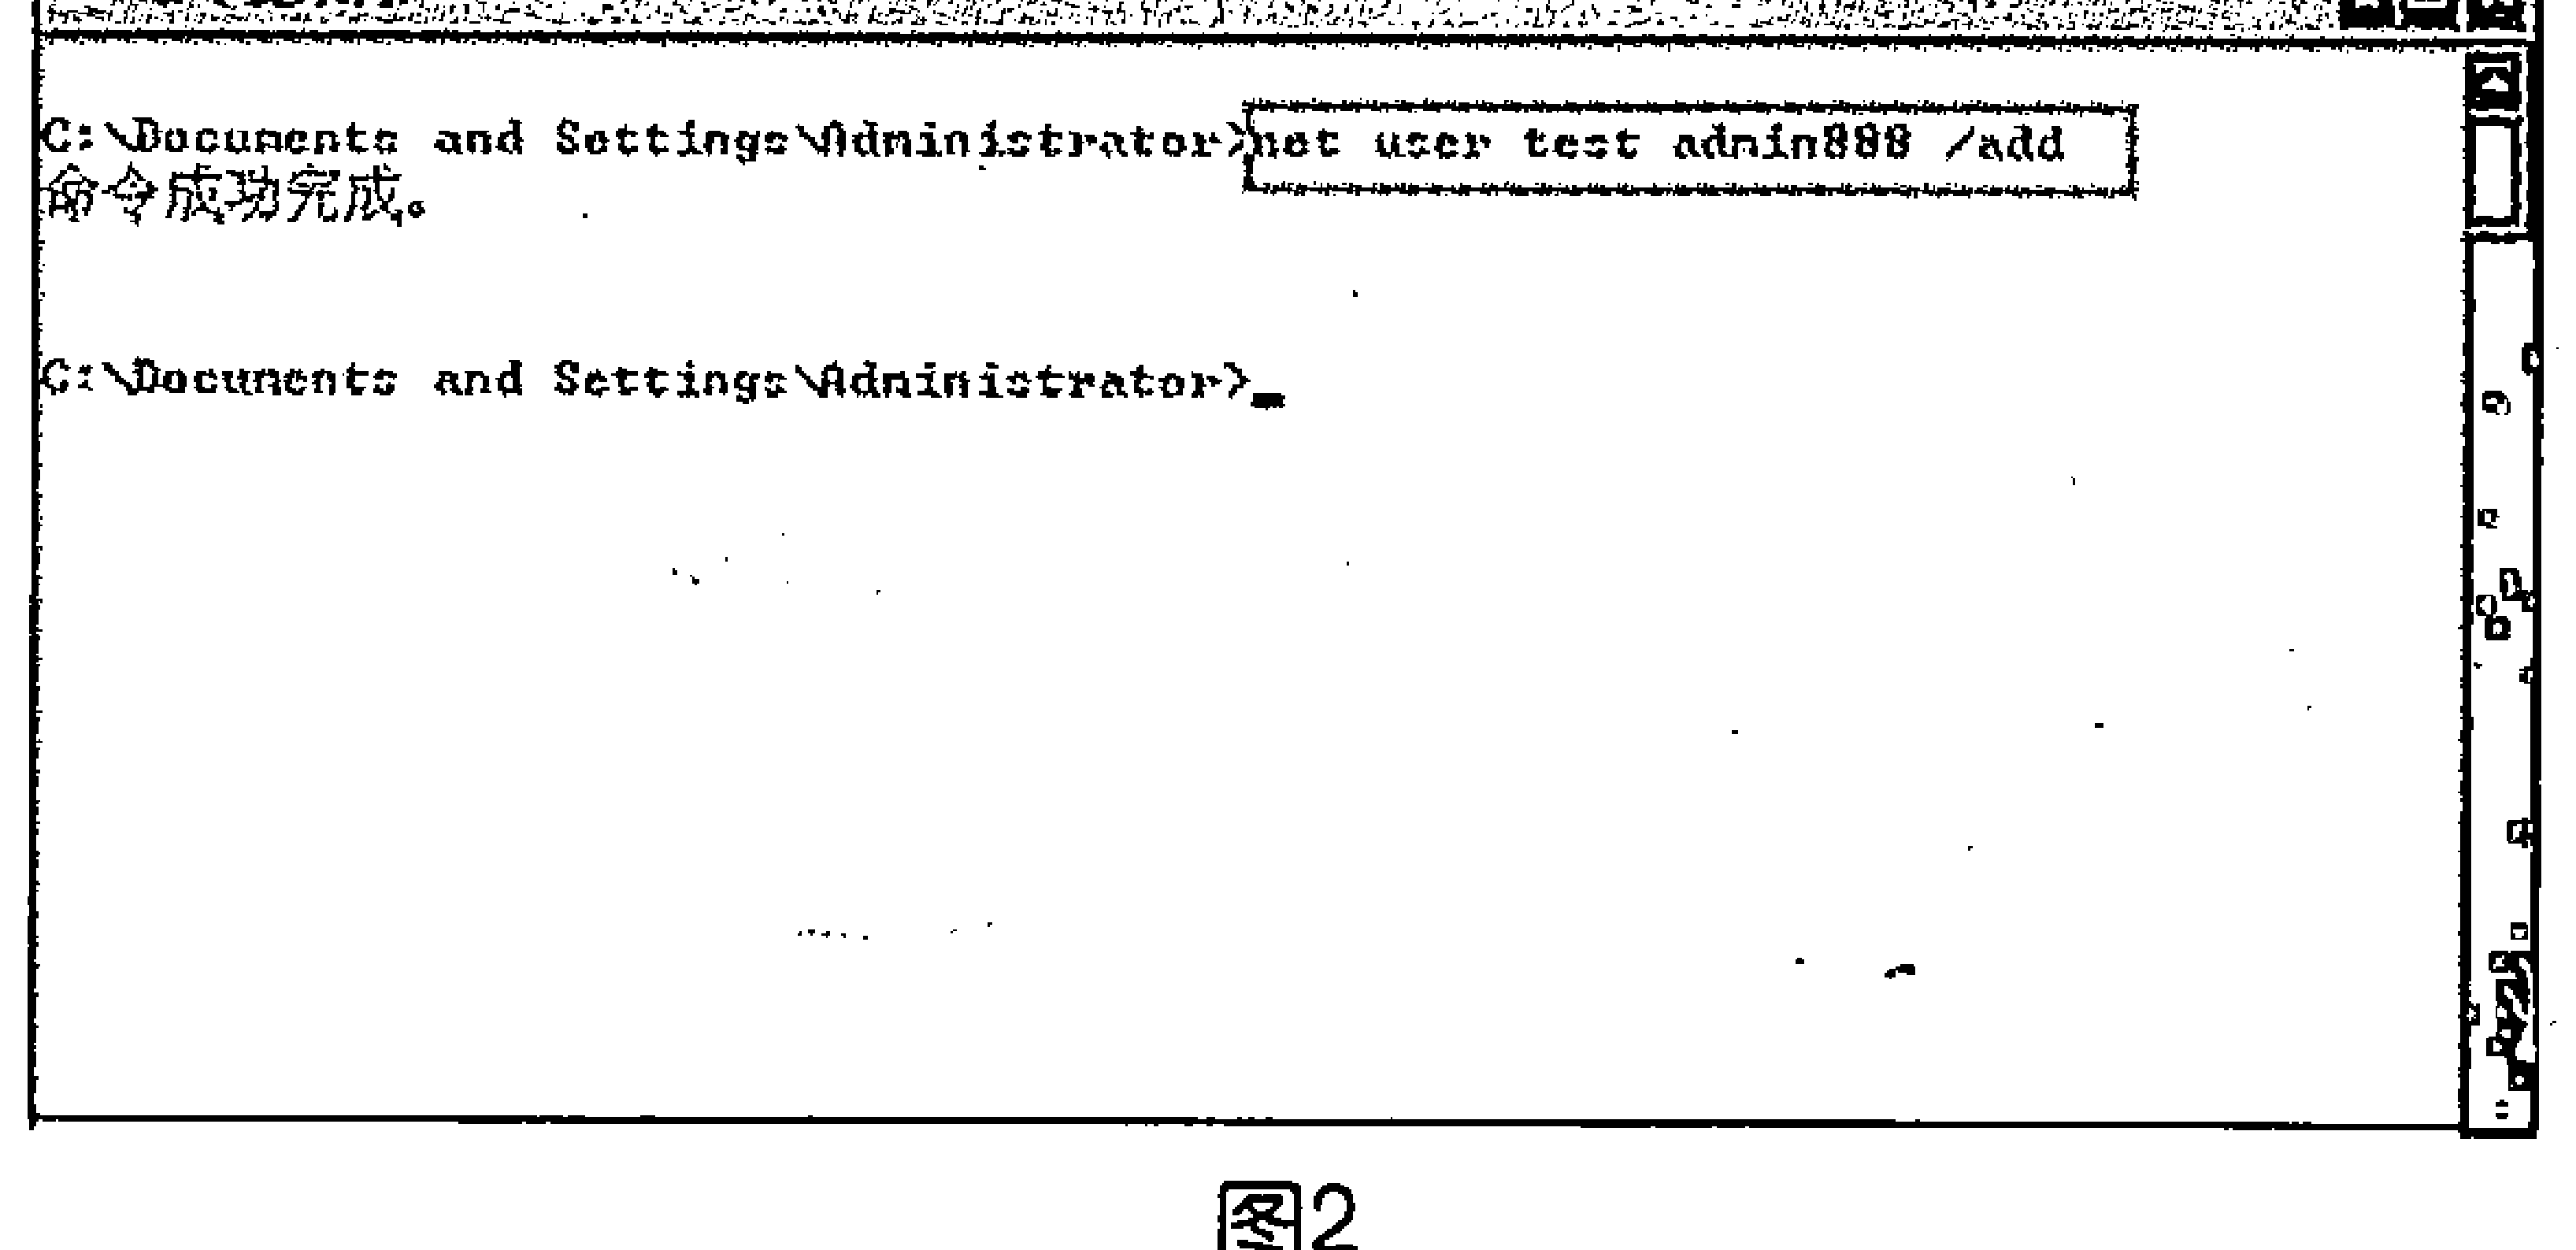 C:\Documents and Settings\Administrator>net user test admin888 /add
命令成功完成。
C:\Documents and Settings\Administrator>
图2